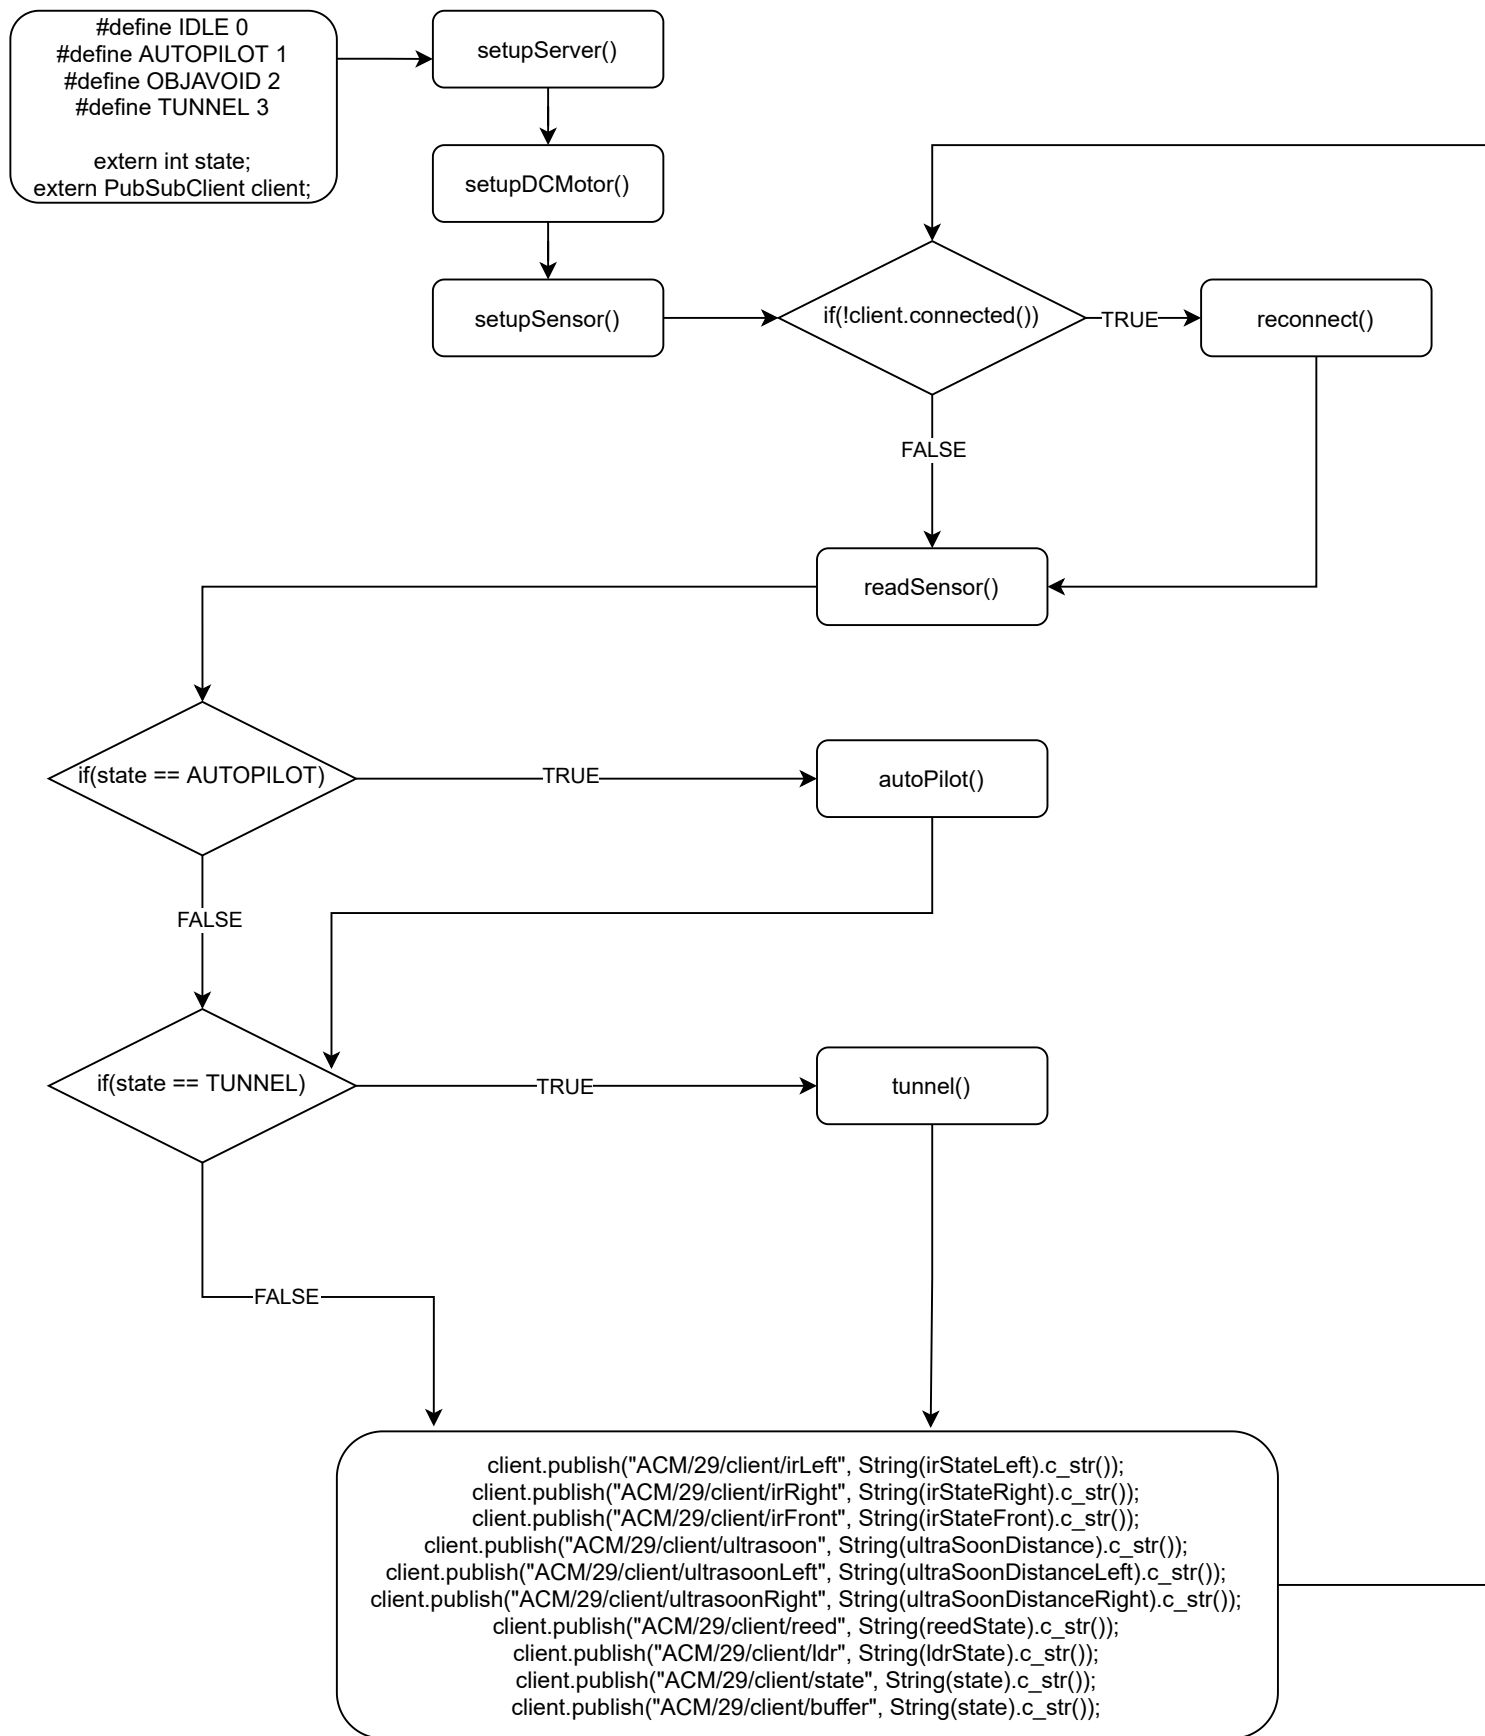 #define IDLE 0
#define AUTOPILOT 1
#define OBJAVOID 2
#define TUNNEL 3
extern int state;
extern PubSubClient client;
setupServer()
setupDCMotor()
setupSensor()
if(!client.connected())
TRUE
reconnect()
FALSE
readSensor()
if(state == AUTOPILOT)
TRUE
autoPilot()
FALSE
if(state == TUNNEL)
TRUE
tunnel()
FALSE
client.publish("ACM/29/client/irLeft", String(irStateLeft).c_str());
client.publish("ACM/29/client/irRight", String(irStateRight).c_str());
client.publish("ACM/29/client/irFront", String(irStateFront).c_str());
client.publish("ACM/29/client/ultrasoon", String(ultraSoonDistance).c_str());
client.publish("ACM/29/client/ultrasoonLeft", String(ultraSoonDistanceLeft).c_str());
client.publish("ACM/29/client/ultrasoonRight", String(ultraSoonDistanceRight).c_str());
client.publish("ACM/29/client/reed", String(reedState).c_str());
client.publish("ACM/29/client/ldr", String(ldrState).c_str());
client.publish("ACM/29/client/state", String(state).c_str());
client.publish("ACM/29/client/buffer", String(state).c_str());